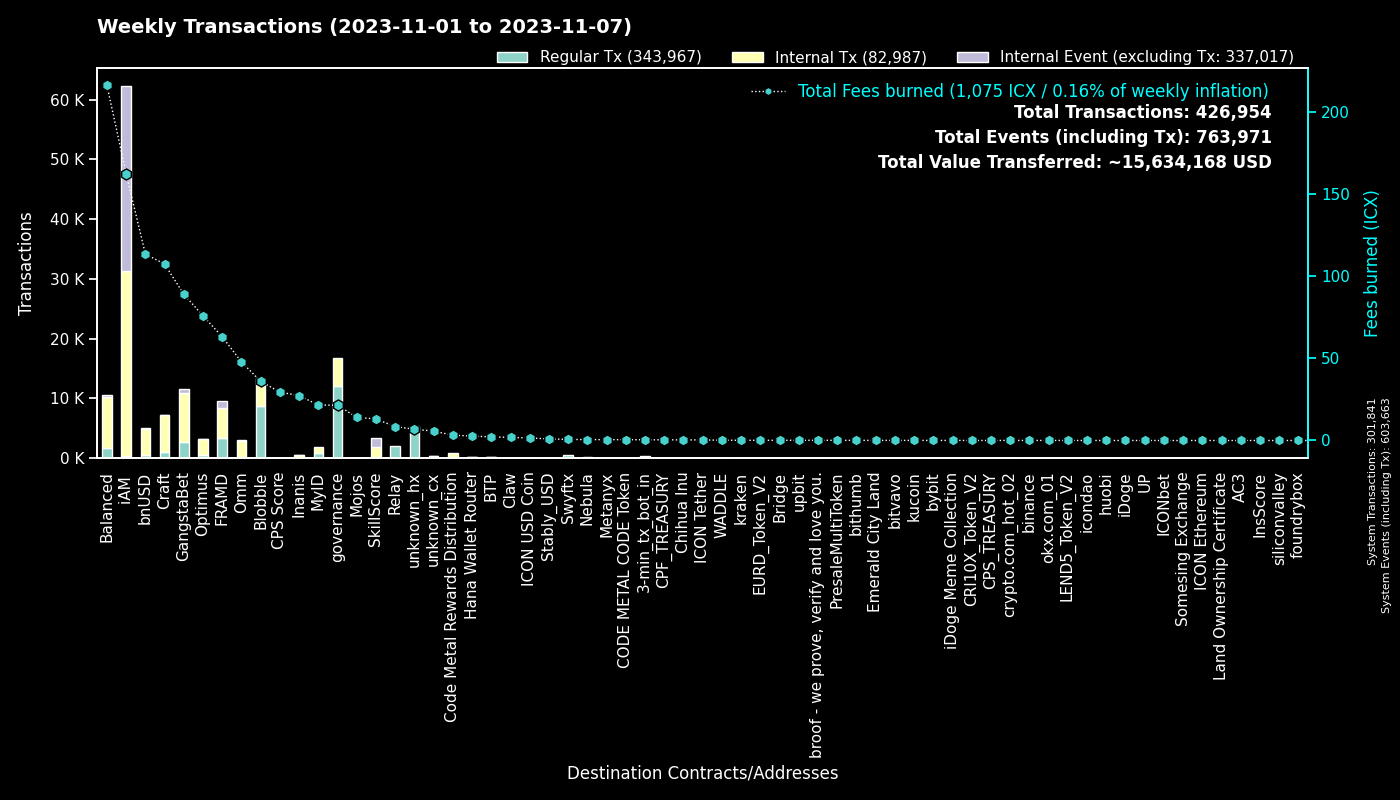 Weekly Transactions (2023-11-01 to 2023-11-07)
Regular Tx (343,967)
Internal Tx (82,987)
Internal Event (excluding Tx: 337,017)
Total Fees burned (1,075 ICX / 0.16% of weekly inflation)
Total Transactions: 426,954
Total Events (including Tx): 763,971
Total Value Transferred: ~15,634,168 USD
Transactions
60 K
50 K
40 K
30 K
20 K
10 K
0 K
200
150
100
50
0
Fees burned (ICX)
System Transactions: 301,841
System Events (including Tx): 603,663
Balanced
iAM
bnUSD
Craft
GangstaBet
Optimus
FRAMD
Omm
Blobble
CPS Score
Inanis
MyID
governance
Mojos
SkillScore
Relay
unknown_hx
unknown_cx
Code Metal Rewards Distribution
Hana Wallet Router
BTP
Claw
ICON USD Coin
Stably_USD
Swyftx
Nebula
Metanyx
CODE METAL CODE Token
3-min_tx_bot_in
CPF_TREASURY
Chihua Inu
ICON Tether
WADDLE
kraken
EURD_Token_V2
Bridge
upbit
broof - we prove, verify and love you.
PresaleMultiToken
bithumb
Emerald City Land
bitvavo
kucoin
bybit
iDoge Meme Collection
CRI10X_Token_V2
CPS_TREASURY
crypto.com_hot_02
binance
okx.com_01
LEND5_Token_V2
icondao
huobi
iDoge
UP
ICONbet
Somesing Exchange
ICON Ethereum
Land Ownership Certificate
AC3
InsScore
siliconvalley
foundrybox
Destination Contracts/Addresses